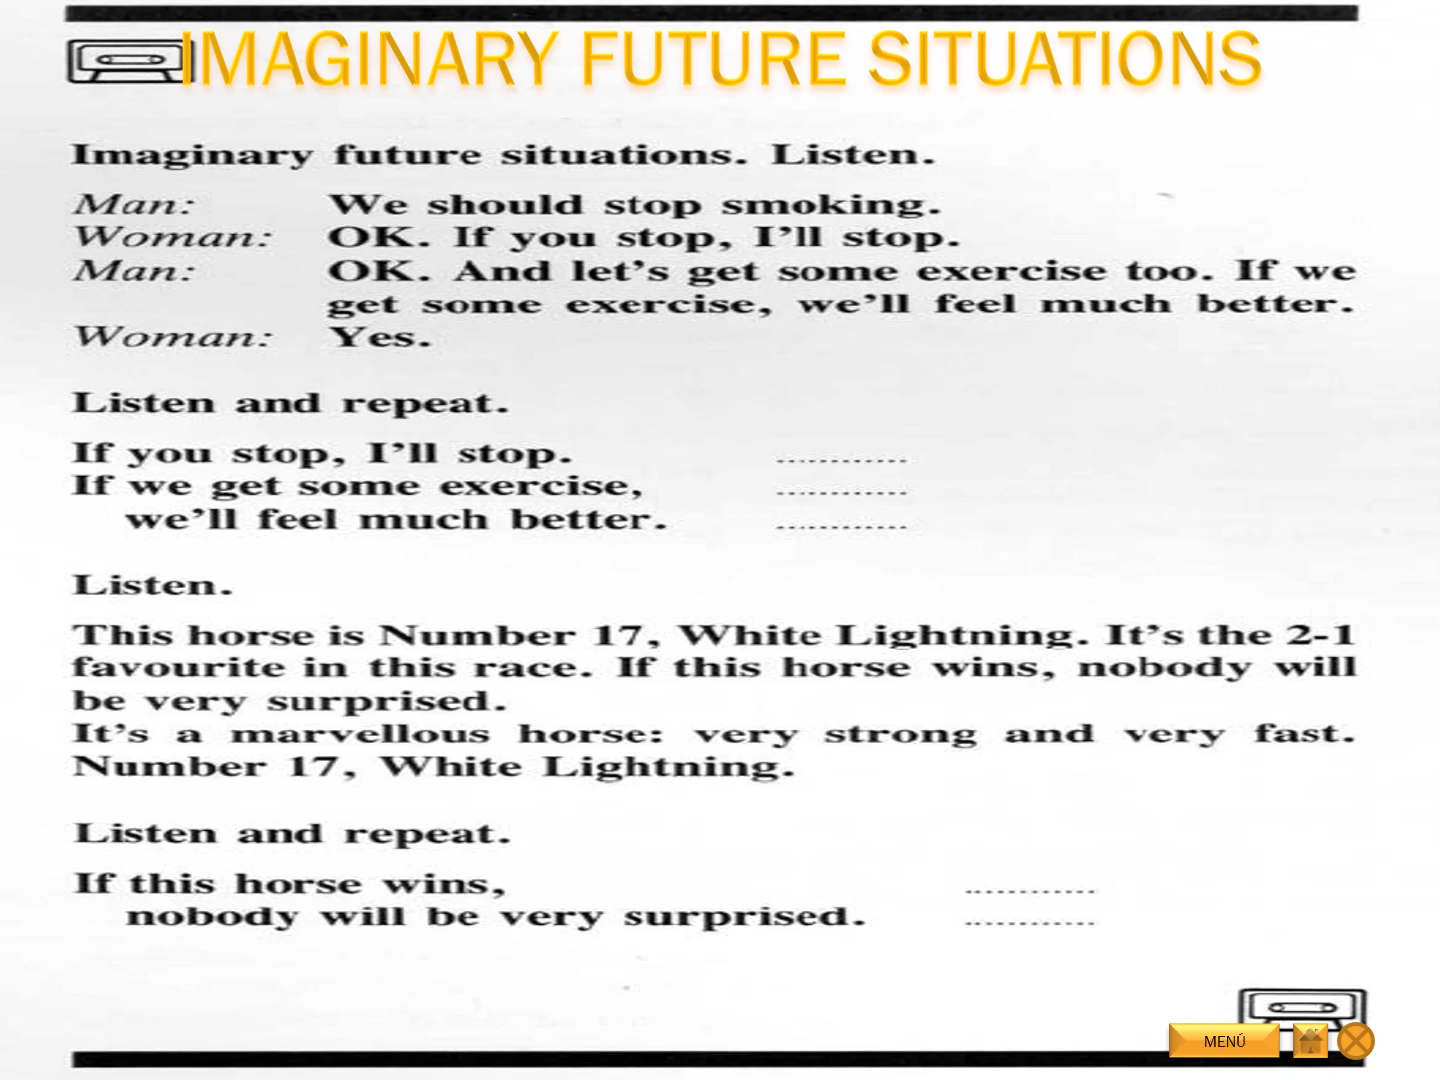 IMAGINARY FUTURE SITUATIONS
Imaginary future situations. Listen.
Man: We should stop smoking.
Woman: OK. If you stop, I'll stop.
Man: OK. And let's get some exercise too. If we
get some exercise, we'll feel much better.
Woman: Yes.
Listen and repeat.
If you stop, I'll stop. ............
If we get some exercise, ............
we'll feel much better. ............
Listen.
This horse is Number 17, White Lightning. It's the 2-1
favourite in this race. If this horse wins, nobody will
be very surprised.
It's a marvellous horse: very strong and very fast.
Number 17, White Lightning.
Listen and repeat.
If this horse wins, ............
nobody will be very surprised. ............
MENÚ